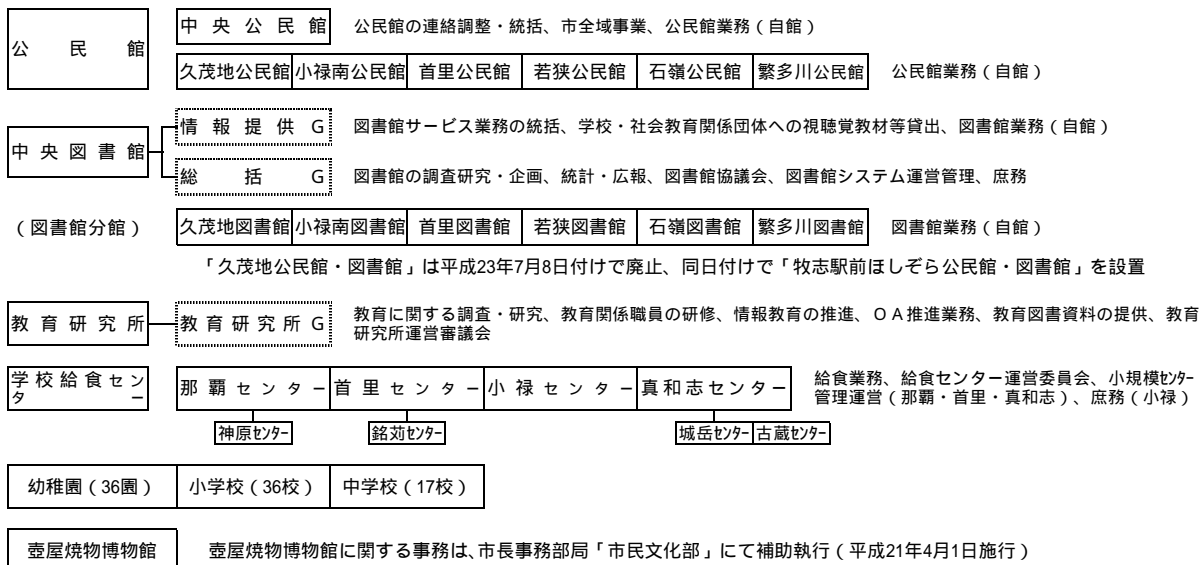 公民館
中央公民館 公民館の連絡調整・統括、市全域事業、公民館業務(自館)
久茂地公民館 小禄南公民館 首里公民館 若狭公民館 石嶺公民館 繁多川公民館 公民館業務(自館)
中央図書館
情報提供G 図書館サービス業務の統括、学校・社会教育関係団体への視聴覚教材等貸出、図書館業務(自館)
総括G 図書館の調査研究・企画、統計・広報、図書館協議会、図書館システム運営管理、庶務
(図書館分館) 久茂地図書館 小禄南図書館 首里図書館 若狭図書館 石嶺図書館 繁多川図書館 図書館業務(自館)
「久茂地公民館・図書館」は平成23年7月8日付けで廃止、同日付けで「牧志駅前ほしぞら公民館・図書館」を設置
教育研究所 教育研究所G
教育に関する調査・研究、教育関係職員の研修、情報教育の推進、OA推進業務、教育図書資料の提供、教育
研究所運営審議会
学校給食セン
ター
那覇センター 首里センター 小禄センター 真和志センター
給食業務、給食センター運営委員会、小規模ｾﾝﾀｰ
管理運営(那覇・首里・真和志)、庶務(小禄)
神原ｾﾝﾀｰ 銘苅ｾﾝﾀｰ 城岳ｾﾝﾀｰ 古蔵ｾﾝﾀｰ
幼稚園(36園) 小学校(36校) 中学校(17校)
壺屋焼物博物館 壺屋焼物博物館に関する事務は、市長事務部局「市民文化部」にて補助執行(平成21年4月1日施行)